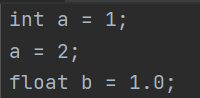 int a = 1;
a = 2;
float b = 1.0;